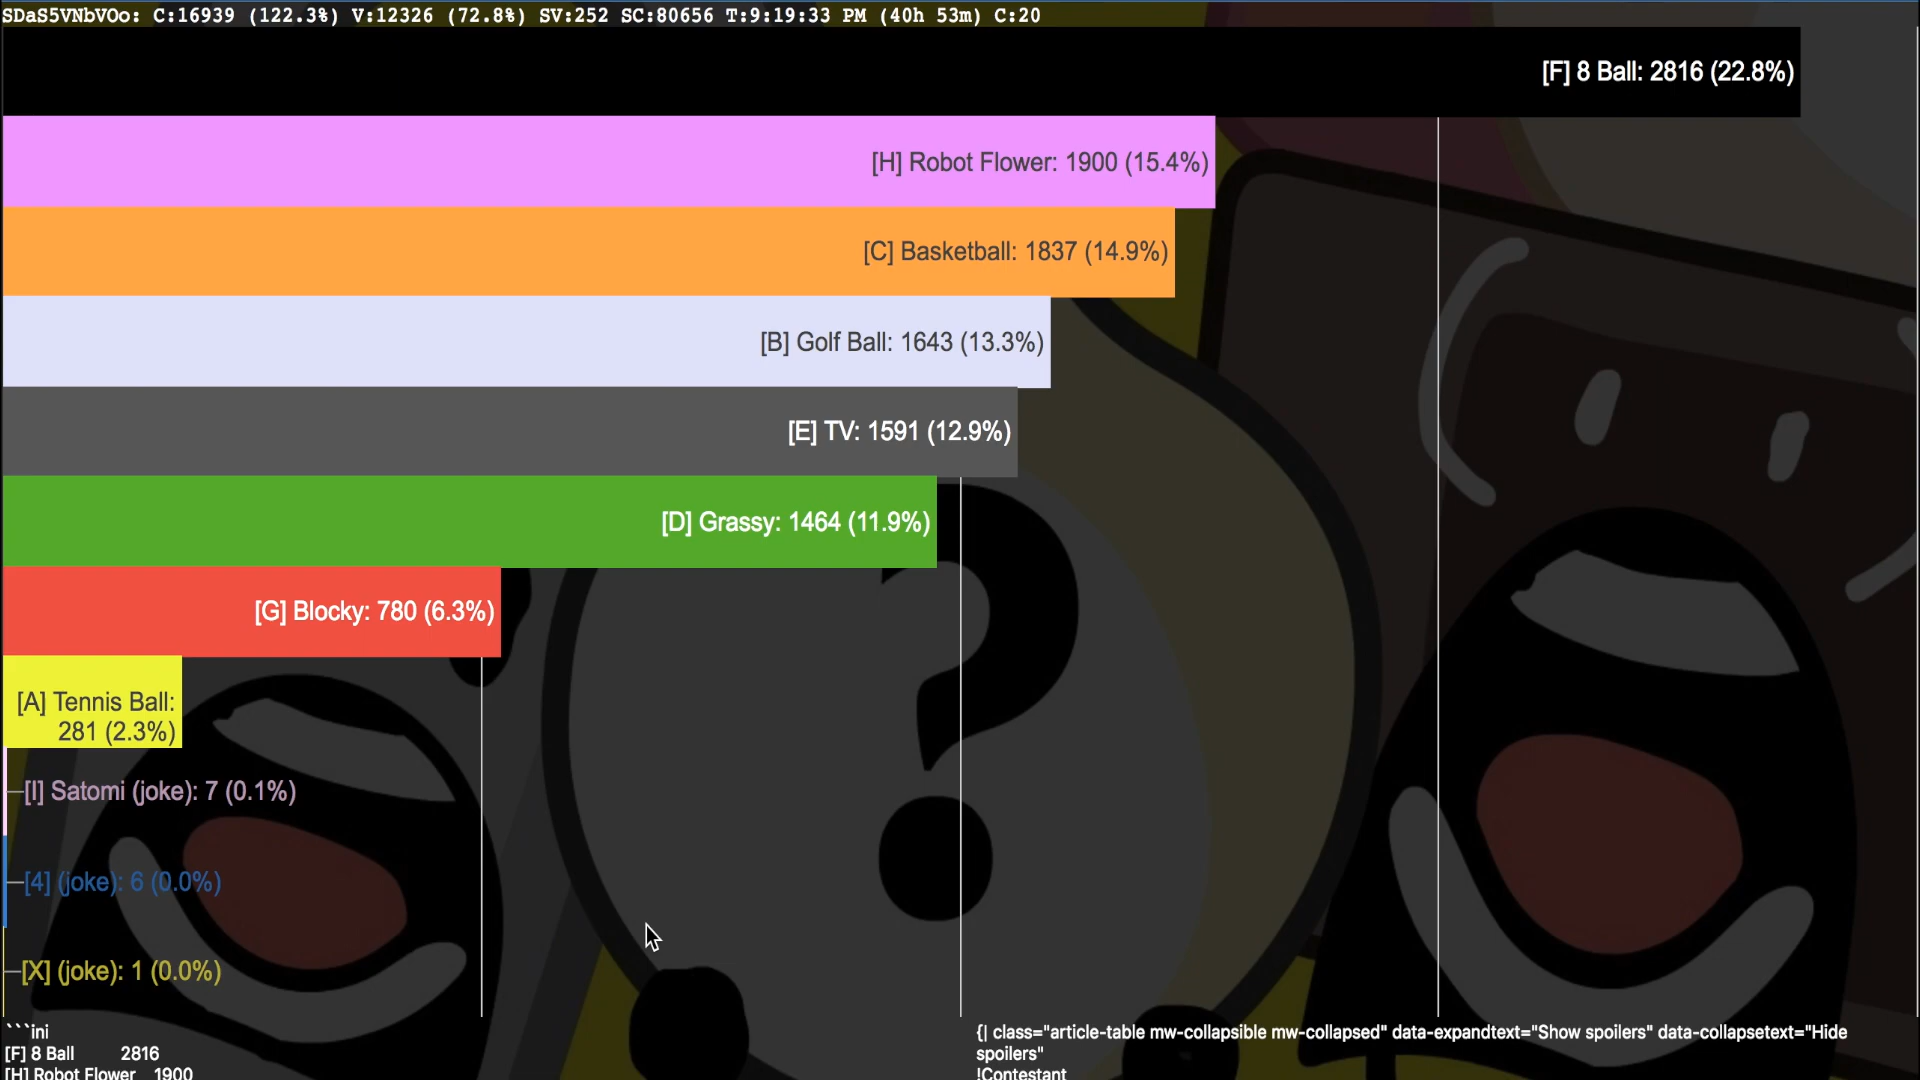 SDaS5VNbVOo: C:16939 (122.3%) V:12326 (72.8%) SV:252 SC:80656 T:9:19:33 PM (40h 53m) C:20
[F] 8 Ball: 2816 (22.8%)
[H] Robot Flower: 1900 (15.4%)
[C] Basketball: 1837 (14.9%)
[B] Golf Ball: 1643 (13.3%)
[E] TV: 1591 (12.9%)
[D] Grassy: 1464 (11.9%)
[G] Blocky: 780 (6.3%)
[A] Tennis Ball:
281 (2.3%)
[I] Satomi (joke): 7 (0.1%)
[4] (joke): 6 (0.0%)
[X] (joke): 1 (0.0%)
```ini
[F] 8 Ball 2816
[H] Robot Flower 1900
{| class="article-table mw-collapsible mw-collapsed" data-expandtext="Show spoilers" data-collapsetext="Hide
spoilers"
!Contestant
?